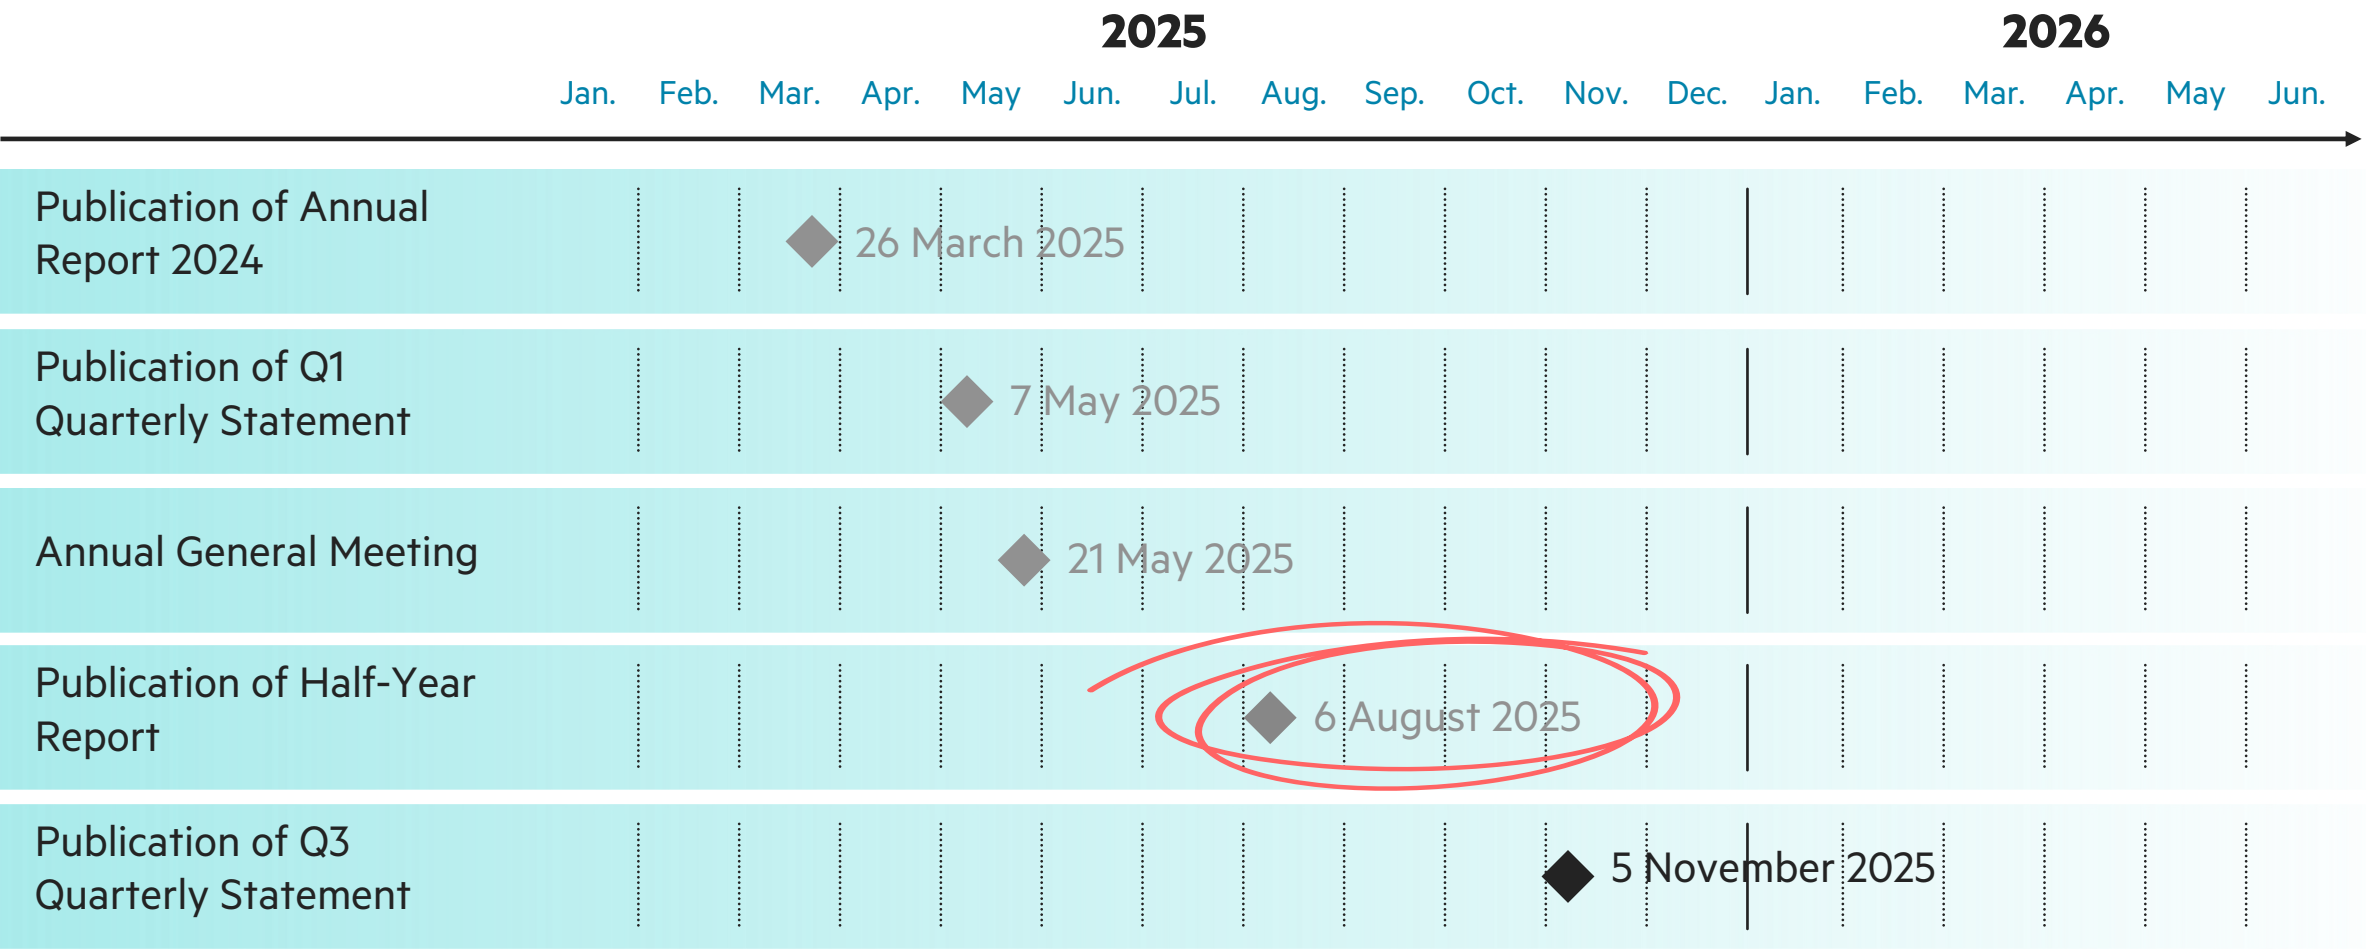 2025 2026
Jan. Feb. Mar. Apr. May Jun. Jul. Aug. Sep. Oct. Nov. Dec. Jan. Feb. Mar. Apr. May Jun.
Publication of Annual
Report 2024
26 March 2025
Publication of Q1
Quarterly Statement
7 May 2025
Annual General Meeting
21 May 2025
Publication of Half-Year
Report
6 August 2025
Publication of Q3
Quarterly Statement
5 November 2025